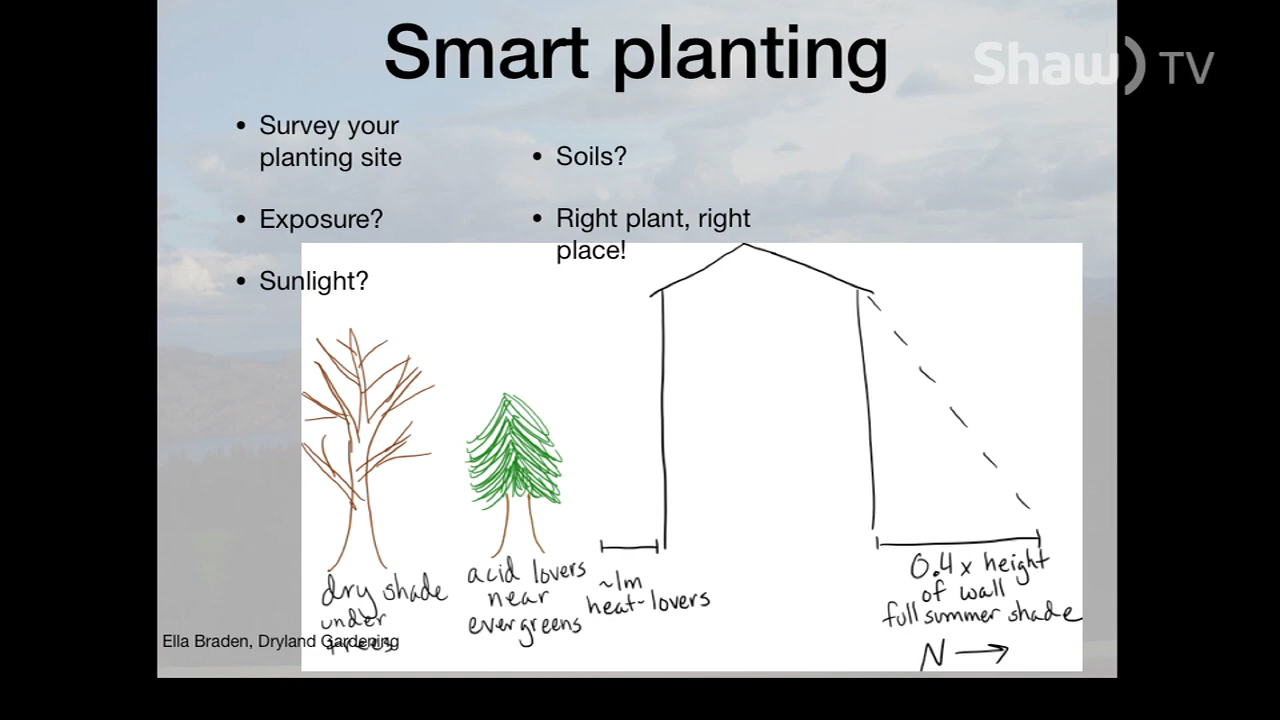 Smart planting
Shaw) TV
• Survey your
planting site
• Exposure?
• Sunlight?
• Soils?
• Right plant, right
place!
dry shade
under
trees
acid lovers
near
evergreens
~1m
heat-lovers
0.4 x height
of wall
full summer shade
N →
Ella Braden, Dryland Gardening